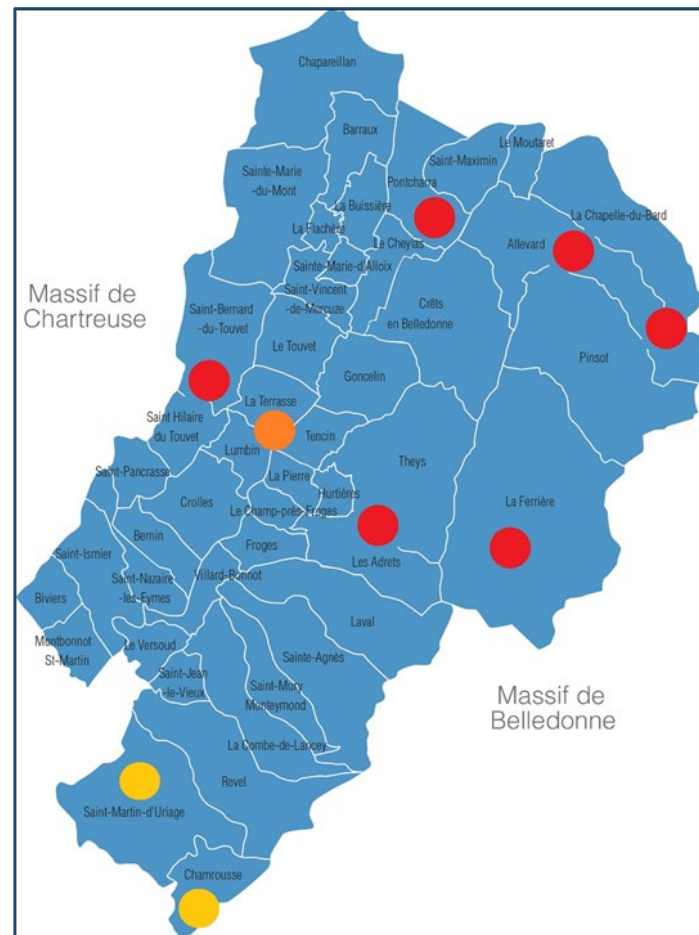 Chapareillan
Barraux
Le Moutaret
Saint-Maximin
Sainte-Marie
-du-Mont
Pontcharra
La Buissière
La Chapelle-du-Bard
La Flachère
Le Cheylas
Allevard
Sainte-Marie-d'Alloix
Massif de
Chartreuse
Saint-Bernard
-du-Touvet
Saint-Vincent
-de-Mercuze
Crêts
en Belledonne
Le Touvet
Pinsot
Goncelin
La Terrasse
Saint Hilaire
du Touvet
Lumbin
Tencin
Theys
Saint-Pancrasse
La Pierre
Hurtières
Crolles
La Ferrière
Le Champ-près-Froges
Bernin
Froges
Saint-Ismier
Les Adrets
Villard-Bonnot
Saint-Nazaire
-les-Eymes
Biviers
Laval
Montbonnot
St-Martin
Le Versoud
Sainte-Agnès
Saint-Jean
-le-Vieux
Saint-Mury
Monteymond
Massif de
Belledonne
La Combe-de-Lancey
Revel
Saint-Martin-d'Uriage
Chamrousse